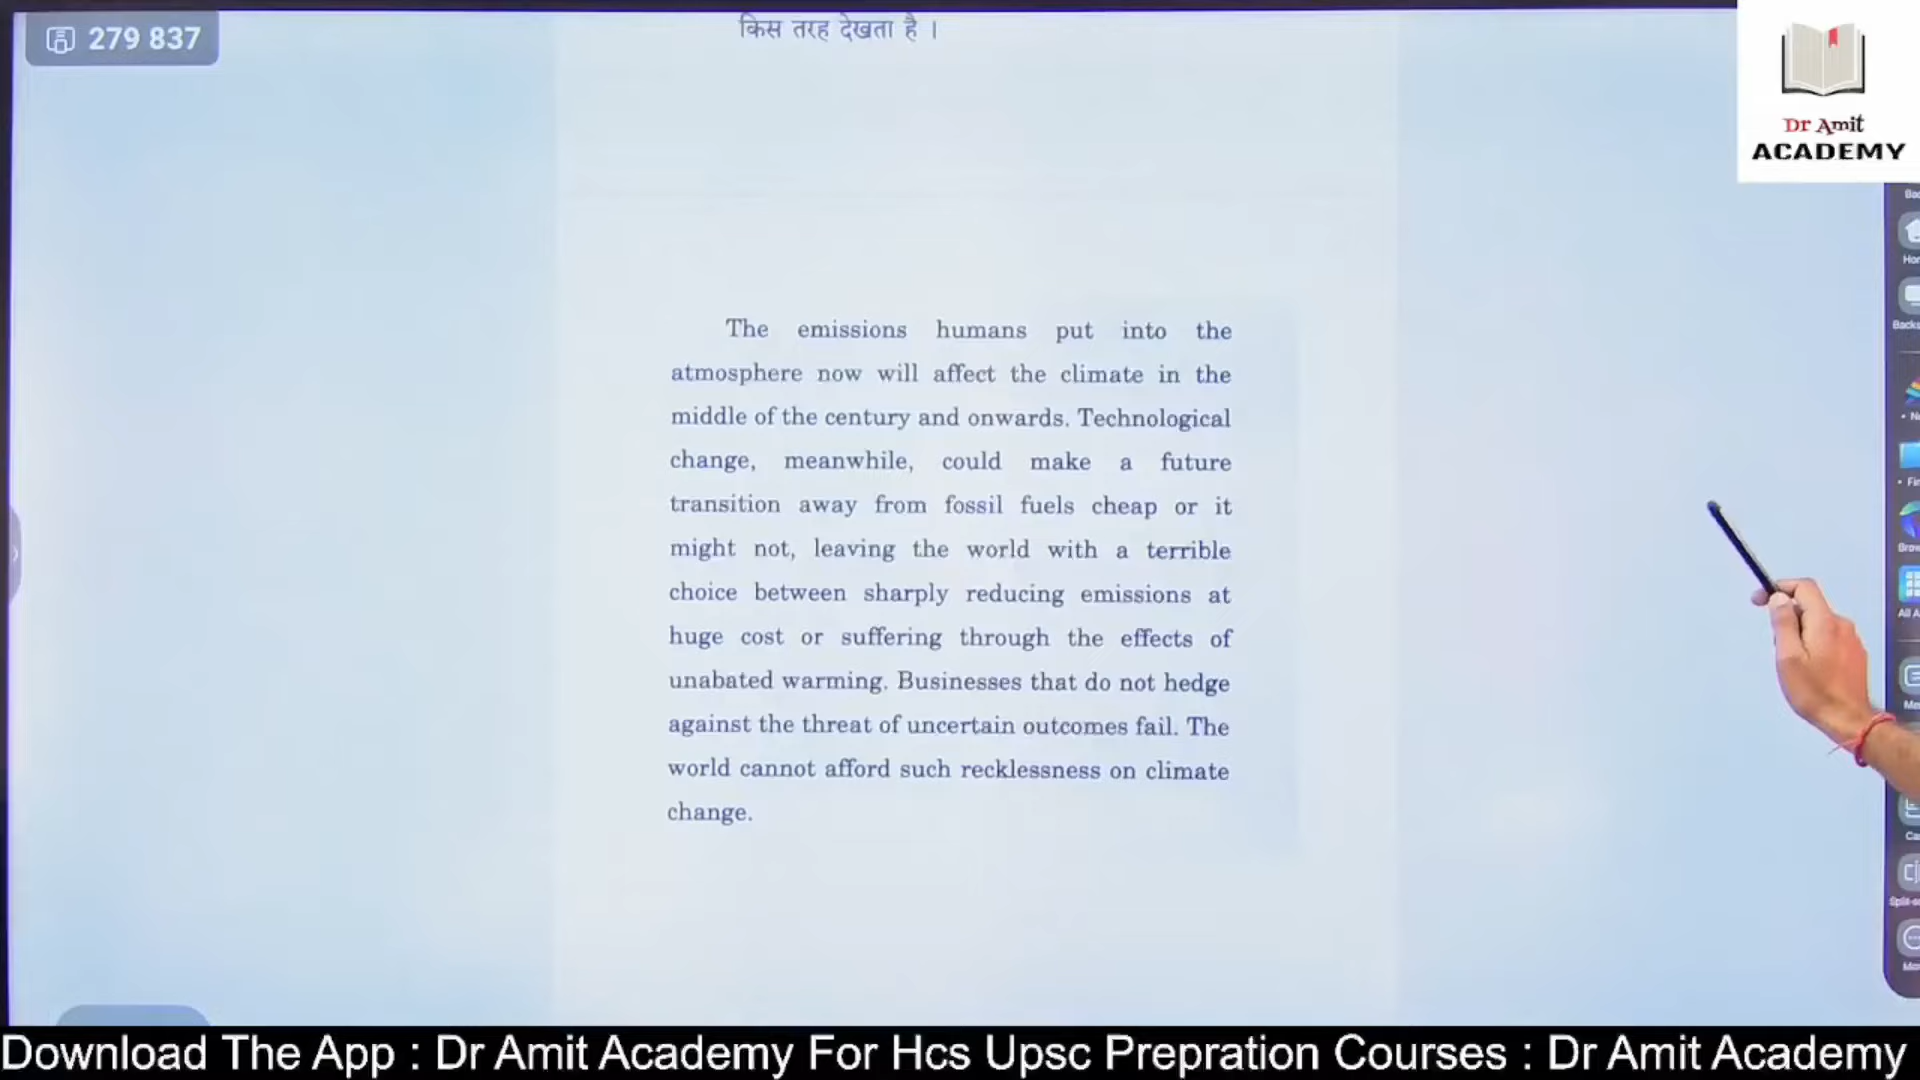 किस तरह देखता है ।
279 837
Dr Amit
ACADEMY
The emissions humans put into the
atmosphere now will affect the climate in the
middle of the century and onwards. Technological
change, meanwhile, could make a future
transition away from fossil fuels cheap or it
might not, leaving the world with a terrible
choice between sharply reducing emissions at
huge cost or suffering through the effects of
unabated warming. Businesses that do not hedge
against the threat of uncertain outcomes fail. The
world cannot afford such recklessness on climate
change.
Download The App : Dr Amit Academy For Hcs Upsc Prepration Courses : Dr Amit Academy